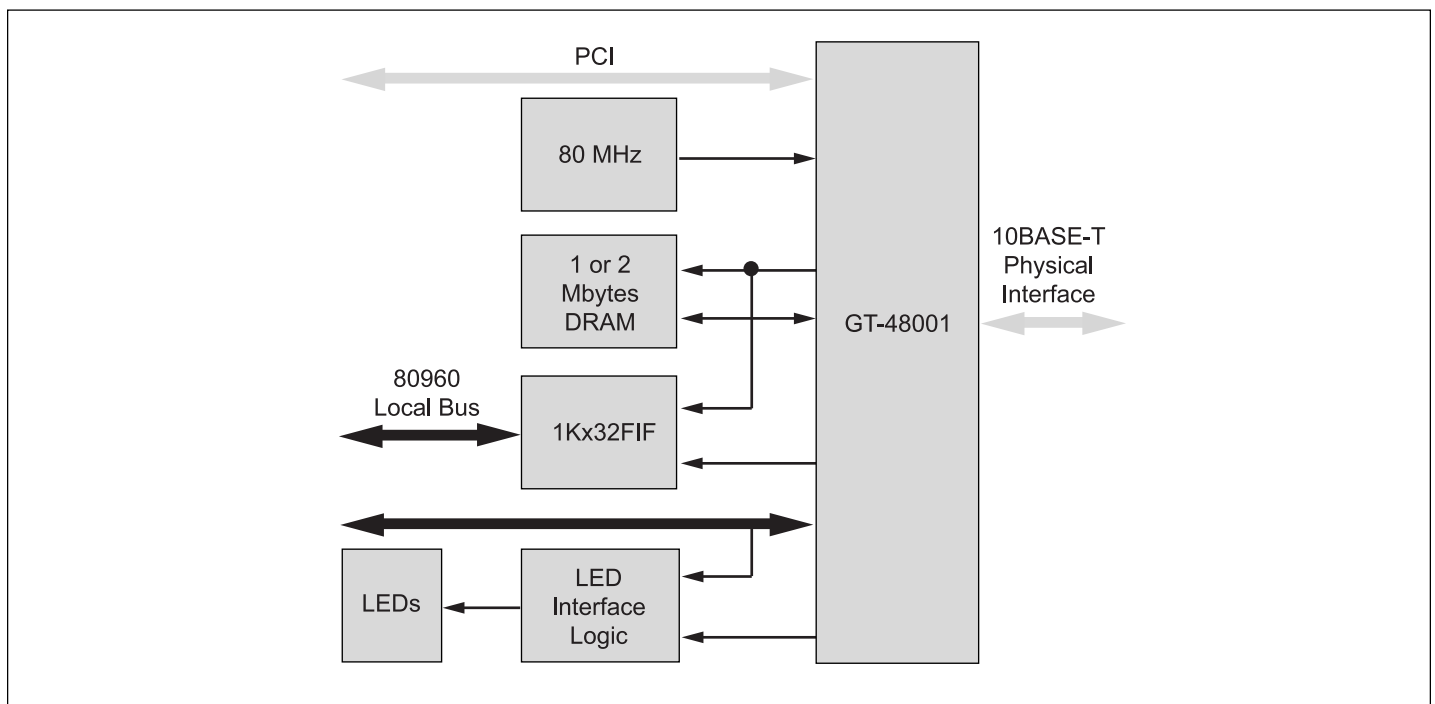 PCI
80 MHz
1 or 2
Mbytes
DRAM
10BASE-T
Physical
Interface
GT-48001
80960
Local Bus
1Kx32FIF
LEDs
LED
Interface
Logic